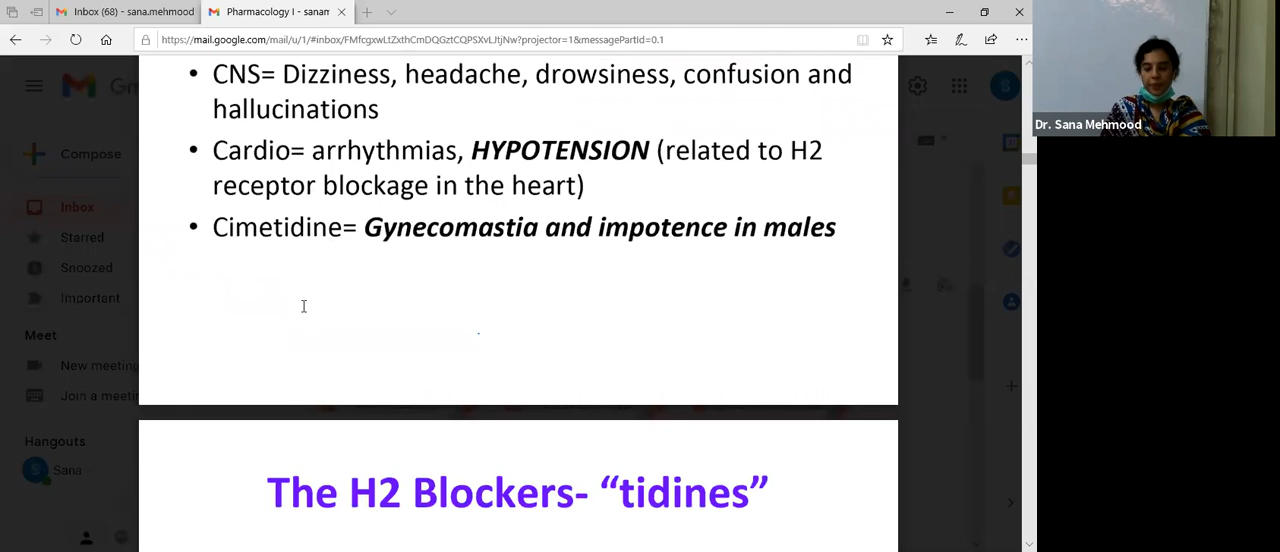 Inbox (68) - sana.mehmood
Pharmacology I - sanam
https://mail.google.com/mail/u/1/#inbox/FMfcgxwLtZxthCmDQGztCQPSXvLJtjNw?projector=1&messagePartId=0.1
• CNS= Dizziness, headache, drowsiness, confusion and
hallucinations
• Cardio= arrhythmias, HYPOTENSION (related to H2
receptor blockage in the heart)
• Cimetidine= Gynecomastia and impotence in males
The H2 Blockers- “tidines”
Compose
Inbox
Starred
Snoozed
Important
Meet
New meeting
Join a meeti
Hangouts
Sana
S
S
Dr. Sana Mehmood